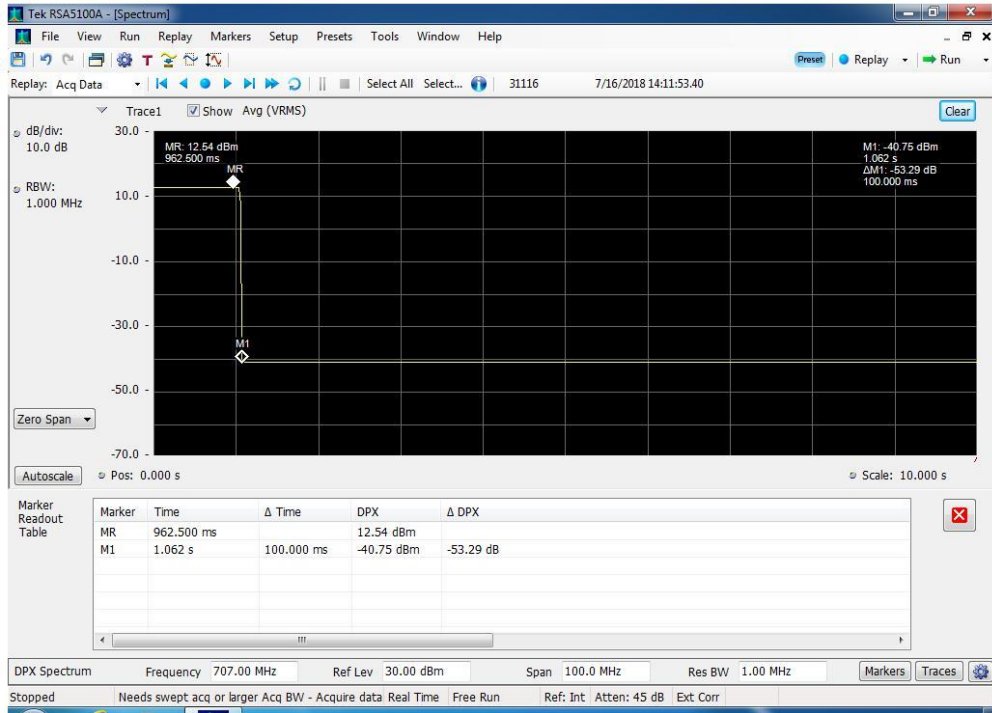 Tek RSA5100A - [Spectrum]
File View Run Replay Markers Setup Presets Tools Window Help
Preset Replay Run
Replay: Acq Data Select All Select... 31116 7/16/2018 14:11:53.40
Trace1 Show Avg (VRMS) Clear
dB/div:
10.0 dB
RBW:
1.000 MHz
30.0 -
10.0 -
-10.0 -
-30.0 -
-50.0 -
-70.0 -
MR: 12.54 dBm
962.500 ms
MR
M1: -40.75 dBm
1.062 s
ΔM1: -53.29 dB
100.000 ms
M1
Zero Span
Autoscale Pos: 0.000 s Scale: 10.000 s
Marker
Readout
Table
Marker Time Δ Time DPX Δ DPX
MR 962.500 ms 12.54 dBm
M1 1.062 s 100.000 ms -40.75 dBm -53.29 dB
DPX Spectrum Frequency 707.00 MHz Ref Lev 30.00 dBm Span 100.0 MHz Res BW 1.00 MHz Markers Traces
Stopped Needs swept acq or larger Acq BW - Acquire data Real Time Free Run Ref: Int Atten: 45 dB Ext Corr